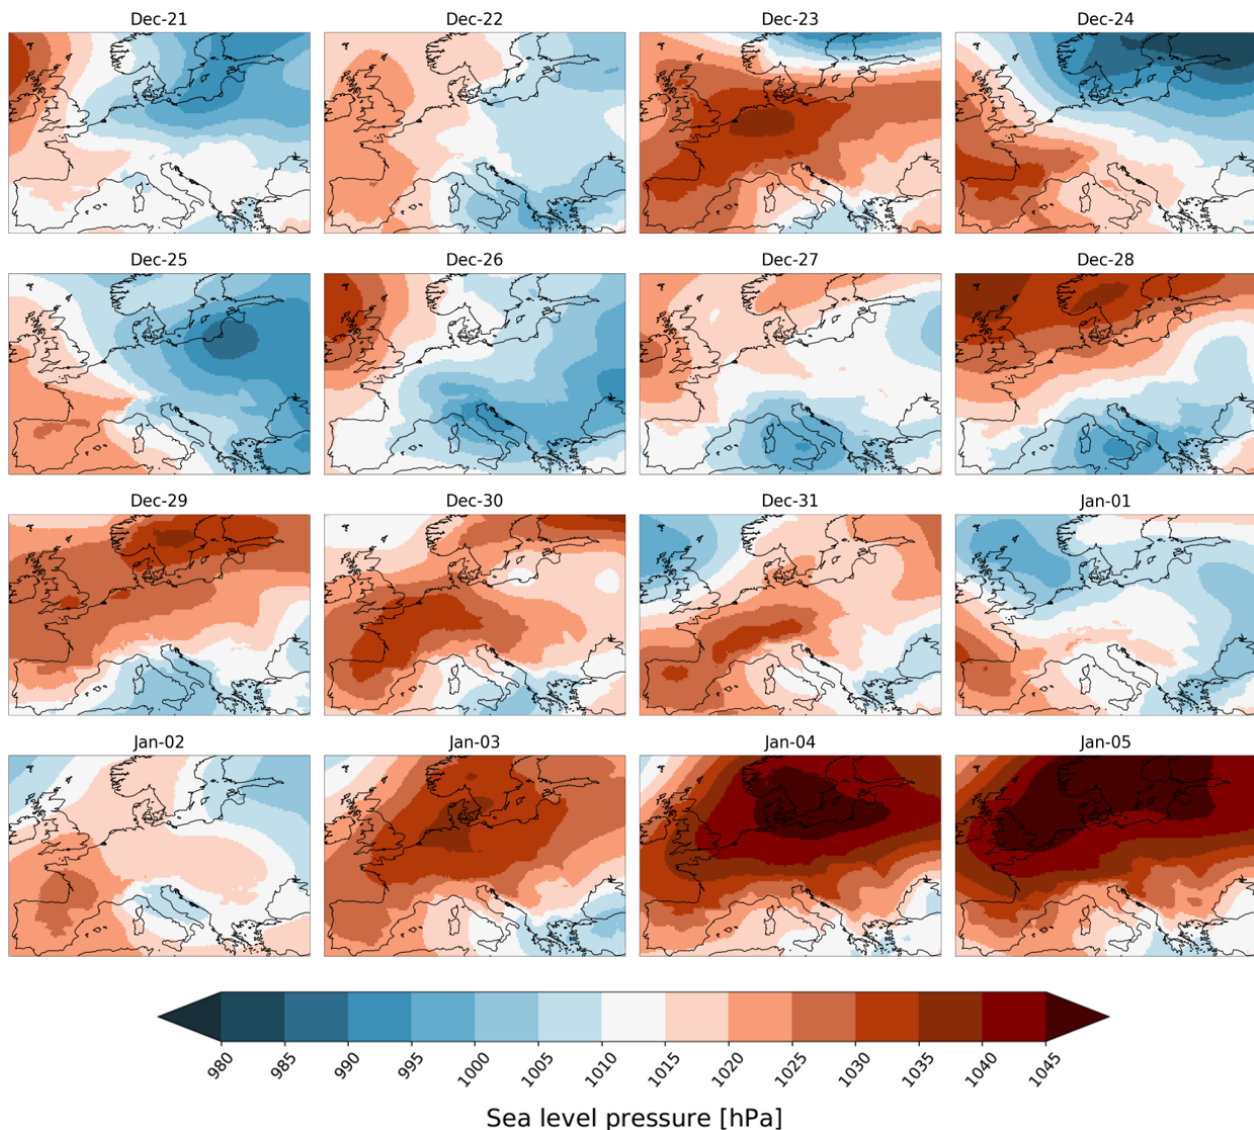 Dec-21 Dec-22 Dec-23 Dec-24
Dec-25 Dec-26 Dec-27 Dec-28
Dec-29 Dec-30 Dec-31 Jan-01
Jan-02 Jan-03 Jan-04 Jan-05
980 985 990 995 1000 1005 1010 1015 1020 1025 1030 1035 1040 1045
Sea level pressure [hPa]